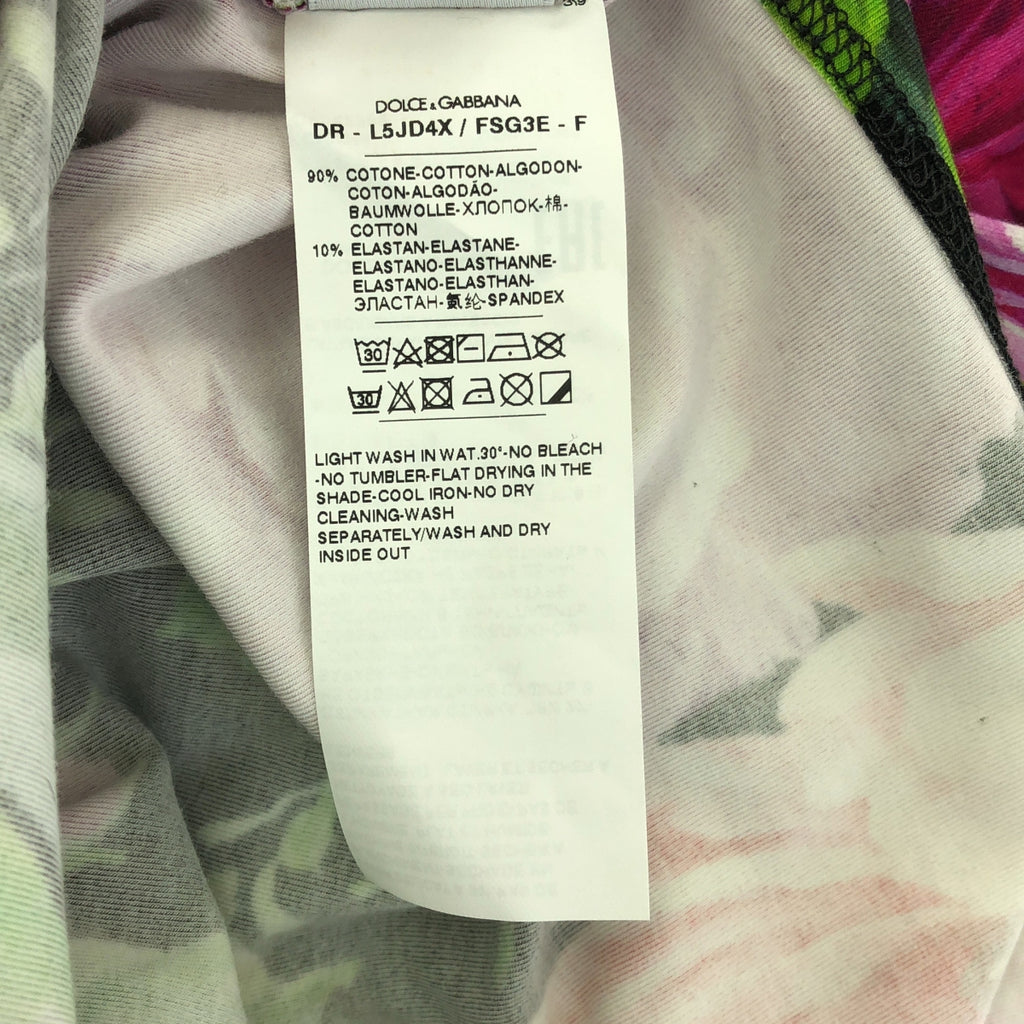 DOLCE & GABBANA
DR - L5JD4X / FSG3E - F
90% COTONE-COTTON-ALGODON-
COTON-ALGODÃO-
BAUMWOLLE-ХЛОПОК-棉-
COTTON
10% ELASTAN-ELASTANE-
ELASTANO-ELASTHANNE-
ELASTANO-ELASTHAN-
ЭЛАСТАН-氨纶-SPANDEX
30
30
LIGHT WASH IN WAT.30°-NO BLEACH
-NO TUMBLER-FLAT DRYING IN THE
SHADE-COOL IRON-NO DRY
CLEANING-WASH
SEPARATELY/WASH AND DRY
INSIDE OUT